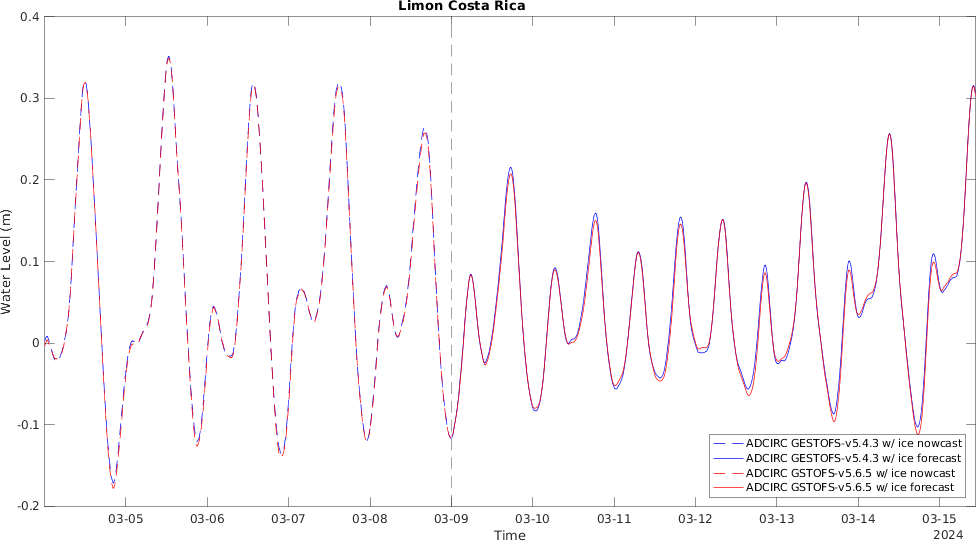 Limon Costa Rica
0.4
0.3
0.2
0.1
0
-0.1
-0.2
Water Level (m)
ADCIRC GESTOFS-v5.4.3 w/ ice nowcast
ADCIRC GESTOFS-v5.4.3 w/ ice forecast
ADCIRC GSTOFS-v5.6.5 w/ ice nowcast
ADCIRC GSTOFS-v5.6.5 w/ ice forecast
03-05 03-06 03-07 03-08 03-09 03-10 03-11 03-12 03-13 03-14 03-15
Time
2024